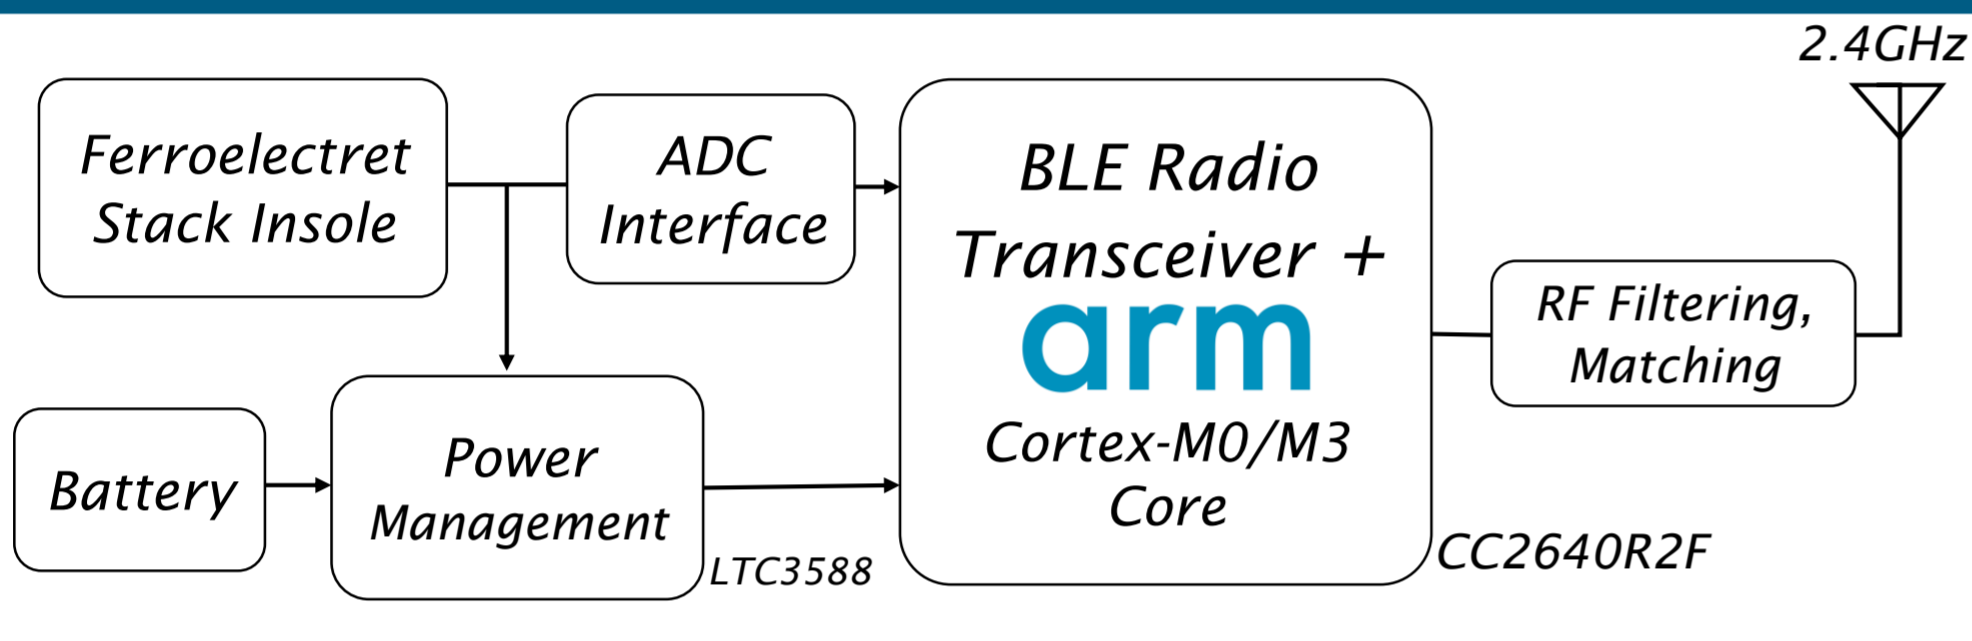 2.4GHz
Ferroelectret
Stack Insole
ADC
Interface
BLE Radio
Transceiver +
arm
Cortex-M0/M3
Core
RF Filtering,
Matching
Battery
Power
Management
LTC3588
CC2640R2F